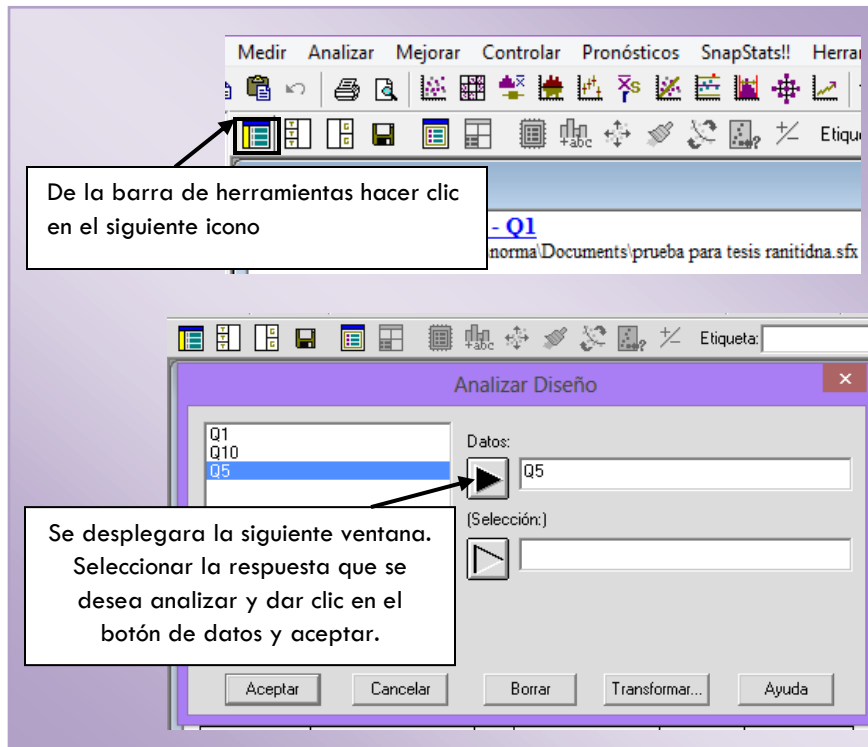 Medir Analizar Mejorar Controlar Pronósticos SnapStats!! Herrar
Etique
De la barra de herramientas hacer clic
en el siguiente icono
- Q1
norma\Documents\prueba para tesis ranitidna.sfx
Etiqueta:
Analizar Diseño
Q1
Q10
Q5
Datos:
Q5
(Selección:)
Se desplegara la siguiente ventana.
Seleccionar la respuesta que se
desea analizar y dar clic en el
botón de datos y aceptar.
Aceptar Cancelar Borrar Transformar... Ayuda